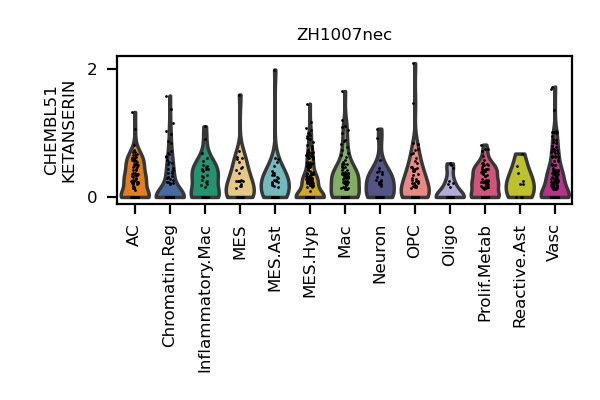 ZH1007nec
CHEMBL51
KETANSERIN
2
0
AC
Chromatin.Reg
Inflammatory.Mac
MES
MES.Ast
MES.Hyp
Mac
Neuron
OPC
Oligo
Prolif.Metab
Reactive.Ast
Vasc